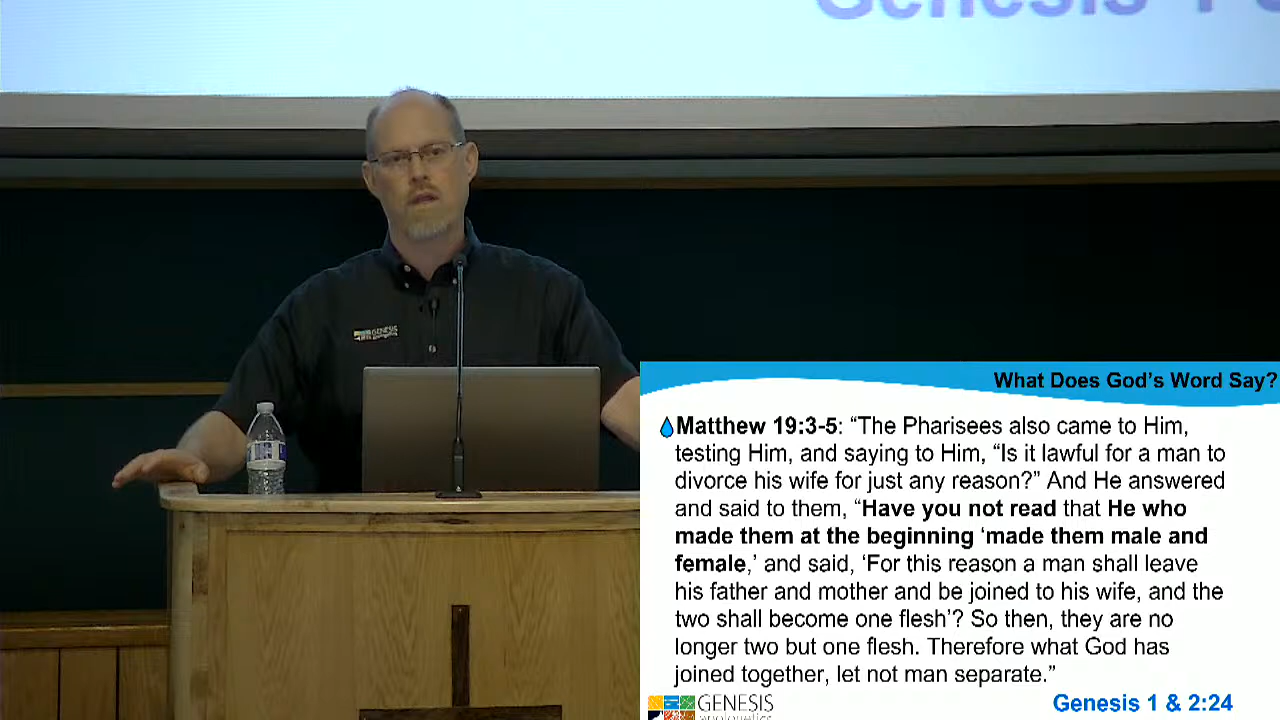 Genesis 1
GENESIS
What Does God's Word Say?
Matthew 19:3-5: “The Pharisees also came to Him,
testing Him, and saying to Him, “Is it lawful for a man to
divorce his wife for just any reason?” And He answered
and said to them, “Have you not read that He who
made them at the beginning ‘made them male and
female,’ and said, ‘For this reason a man shall leave
his father and mother and be joined to his wife, and the
two shall become one flesh’? So then, they are no
longer two but one flesh. Therefore what God has
joined together, let not man separate.”
GENESIS
apologetics
Genesis 1 & 2:24